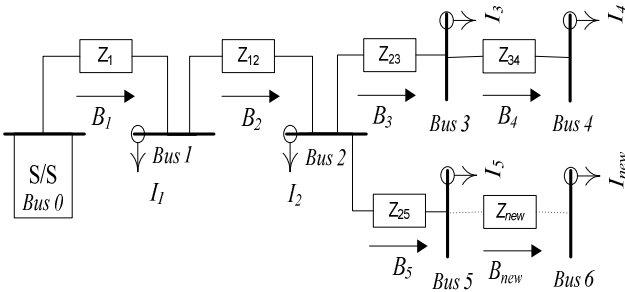 I3
I4
Z1
Z12
Z23
Z34
B1
B2
B3
B4
Bus 3
Bus 4
Bus 1
Bus 2
S/S
Bus 0
I1
I2
I5
Inew
Z25
Znew
B5
Bnew
Bus 5
Bus 6